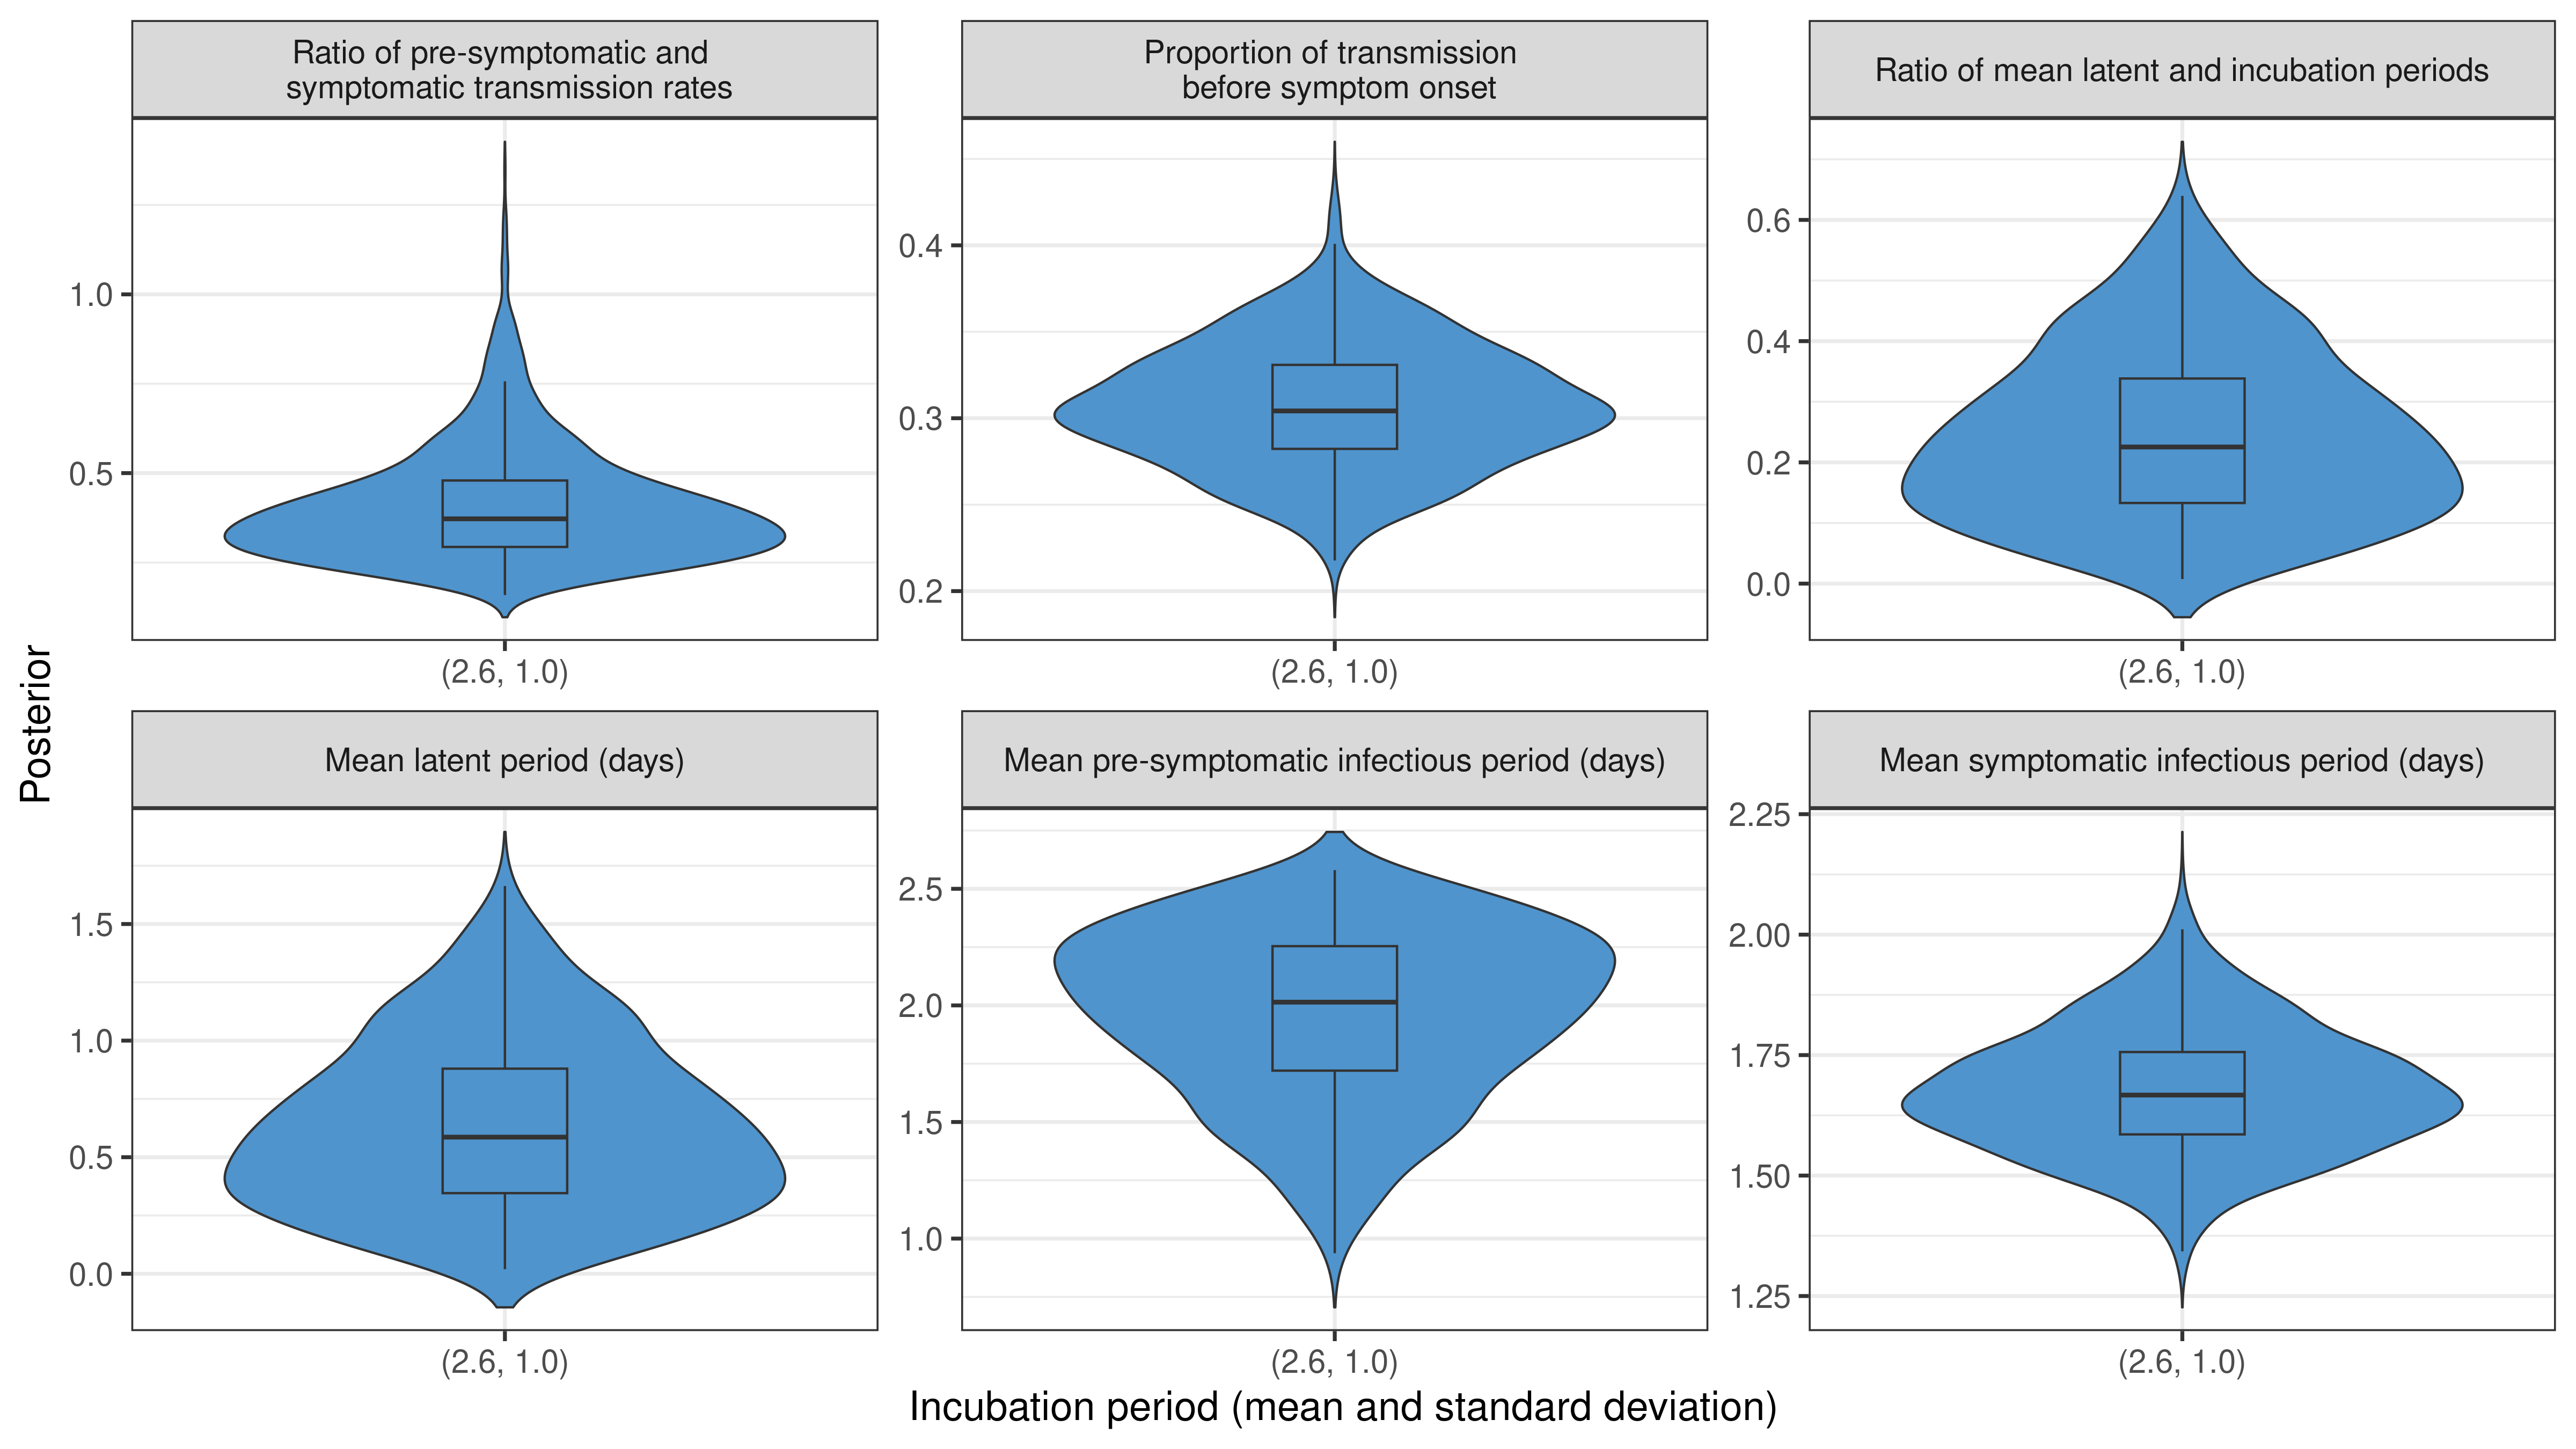 Ratio of pre-symptomatic and
symptomatic transmission rates
Proportion of transmission
before symptom onset
Ratio of mean latent and incubation periods
1.0
0.5
0.4
0.3
0.2
0.6
0.4
0.2
0.0
(2.6, 1.0)
(2.6, 1.0)
(2.6, 1.0)
Posterior
Mean latent period (days)
Mean pre-symptomatic infectious period (days)
Mean symptomatic infectious period (days)
1.5
1.0
0.5
0.0
2.5
2.0
1.5
1.0
2.25
2.00
1.75
1.50
1.25
(2.6, 1.0)
(2.6, 1.0)
(2.6, 1.0)
Incubation period (mean and standard deviation)